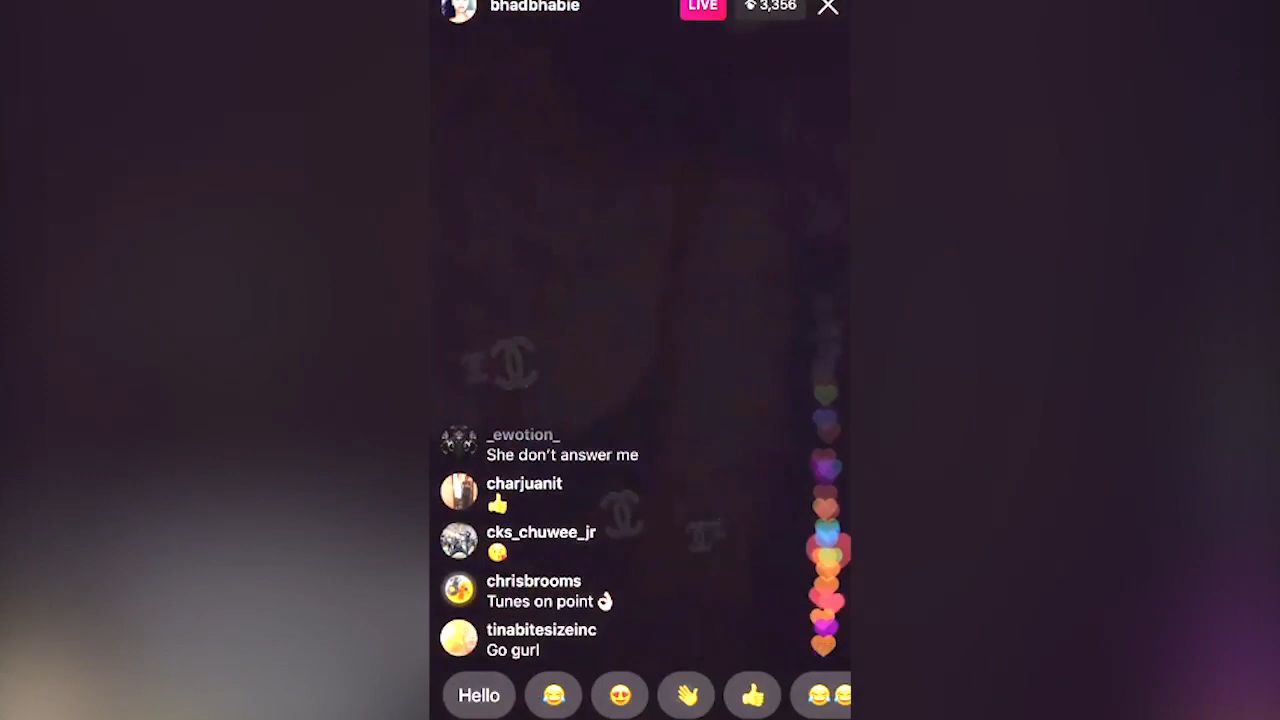 bhadbhabie
LIVE
3,356
_ewotion_
She don't answer me
charjuanit
👍
cks_chuwee_jr
😘
chrisbrooms
Tunes on point👌🏻
tinabitesizeinc
Go gurl
Hello
😂
😍
👋
👍
😂😂